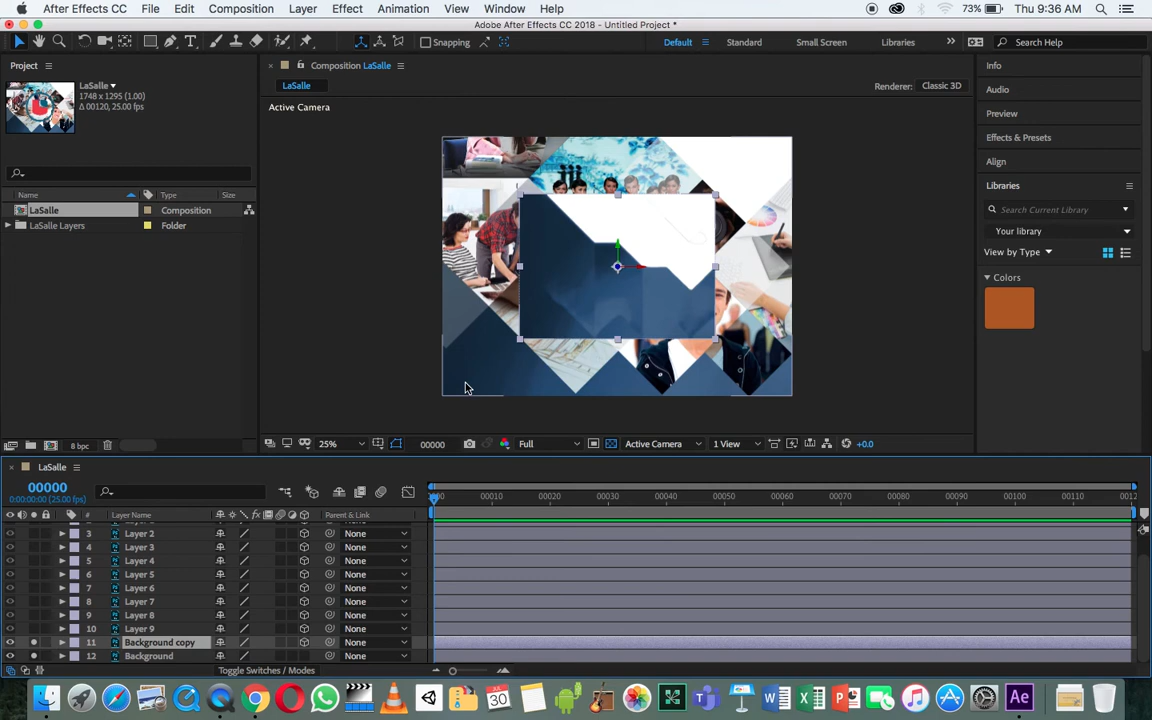 After Effects CC File Edit Composition Layer Effect Animation View Window Help 73% Thu 9:36 AM
Adobe After Effects CC 2018 - Untitled Project *
Snapping Default Standard Small Screen Libraries Search Help
Project Composition LaSalle Info
LaSalle
1748 x 1295 (1.00)
Δ 00120, 25.00 fps
LaSalle Renderer: Classic 3D Audio
Active Camera Preview
Effects & Presets
Align
Libraries
Name Type Size
LaSalle Composition Search Current Library
LaSalle Layers Folder Your library
View by Type
Colors
8 bpc 25% 00000 Full Active Camera 1 View +0.0
LaSalle
00000
0:00:00:00 (25.00 fps)
00010 00020 00030 00040 00050 00060 00070 00080 00090 00100 00110
# Layer Name fx Parent & Link
3 Layer 2 None
4 Layer 3 None
5 Layer 4 None
6 Layer 5 None
7 Layer 6 None
8 Layer 7 None
9 Layer 8 None
10 Layer 9 None
11 Background copy None
12 Background None
Toggle Switches / Modes